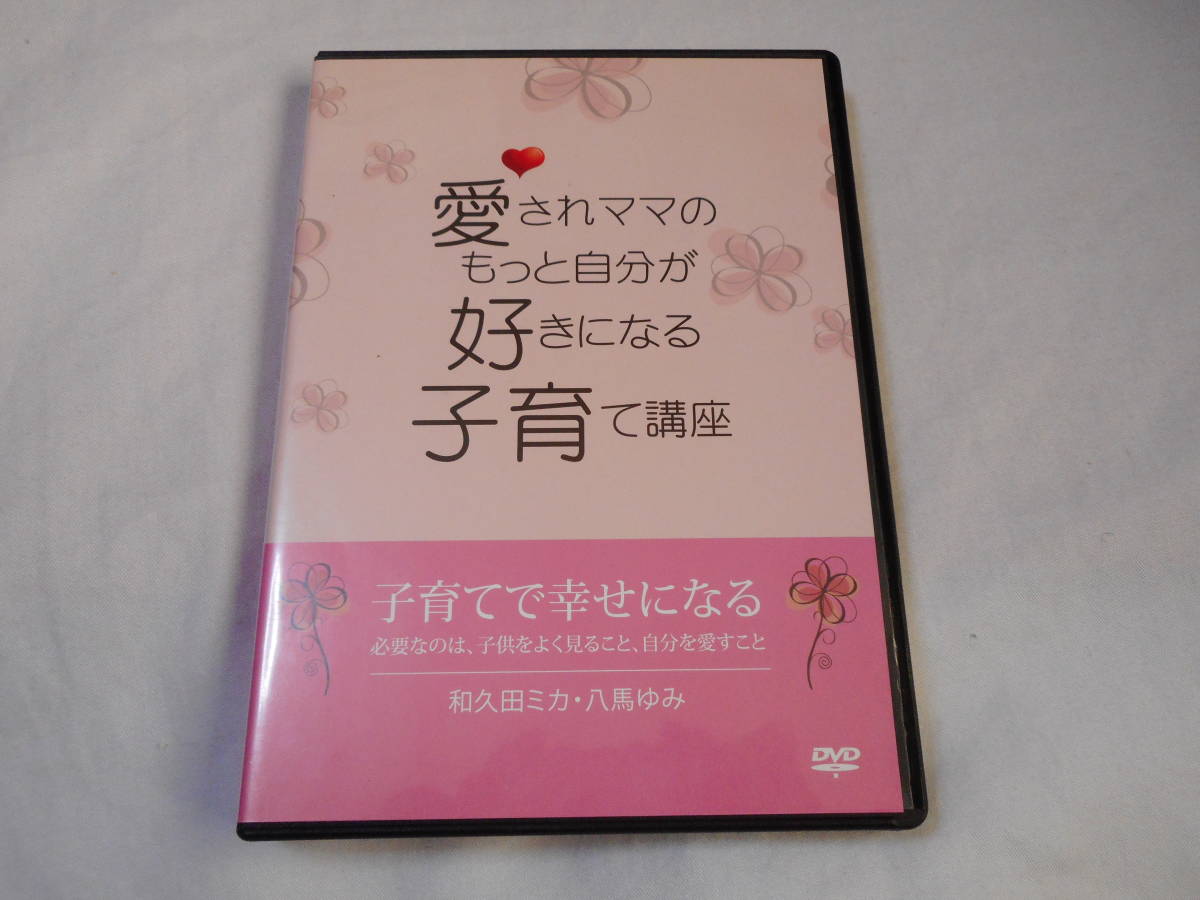 愛されママの
もっと自分が
好きになる
子育て講座
子育てで幸せになる
必要なのは、子供をよく見ること、自分を愛すこと
和久田ミカ・八馬ゆみ
DVD